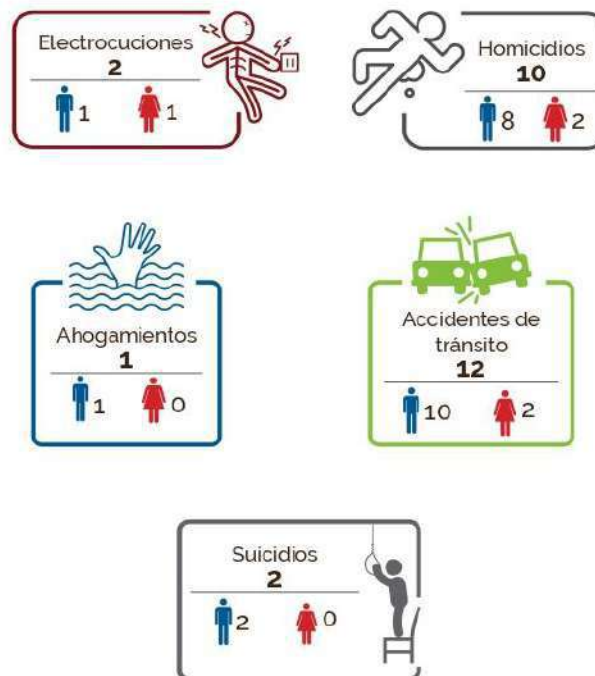 Electrocuciones
2
1 1
Homicidios
10
8 2
Ahogamientos
1
1 0
Accidentes de
tránsito
12
10 2
Suicidios
2
2 0